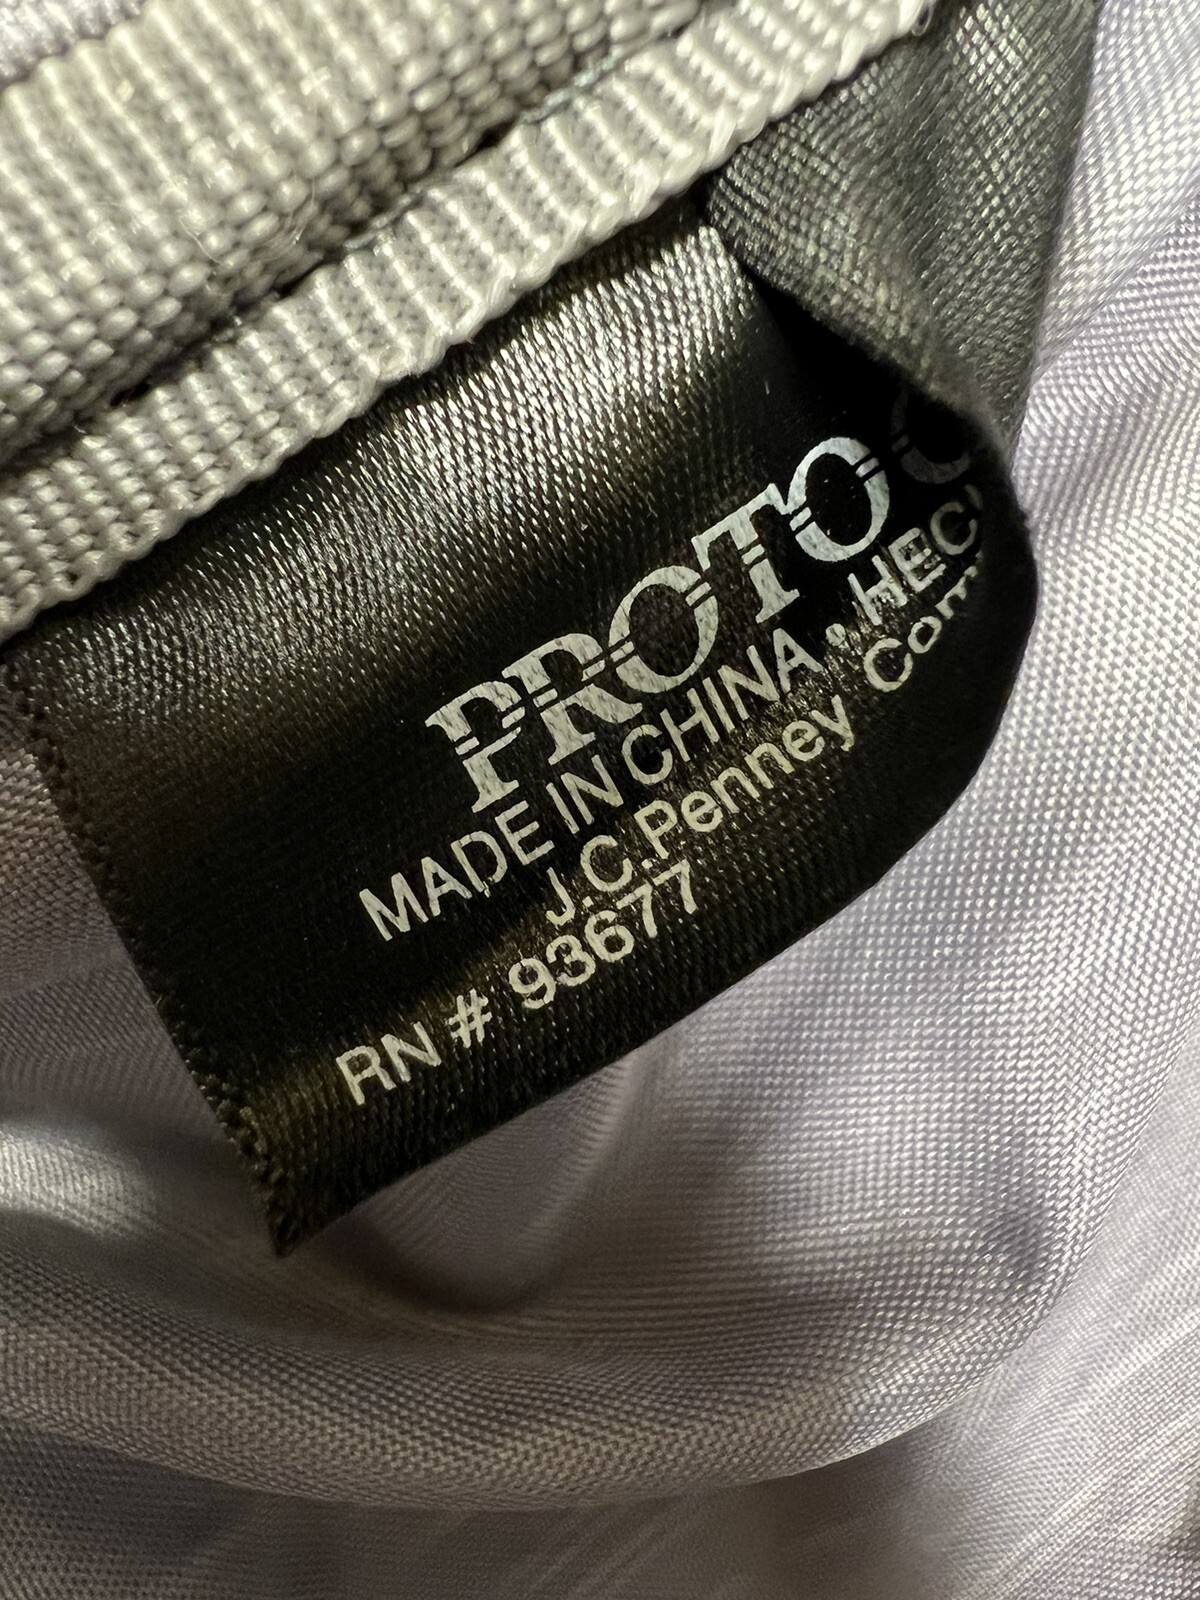 PROTO
MADE IN CHINA, HEC
J.C.Penney Com
RN # 93677